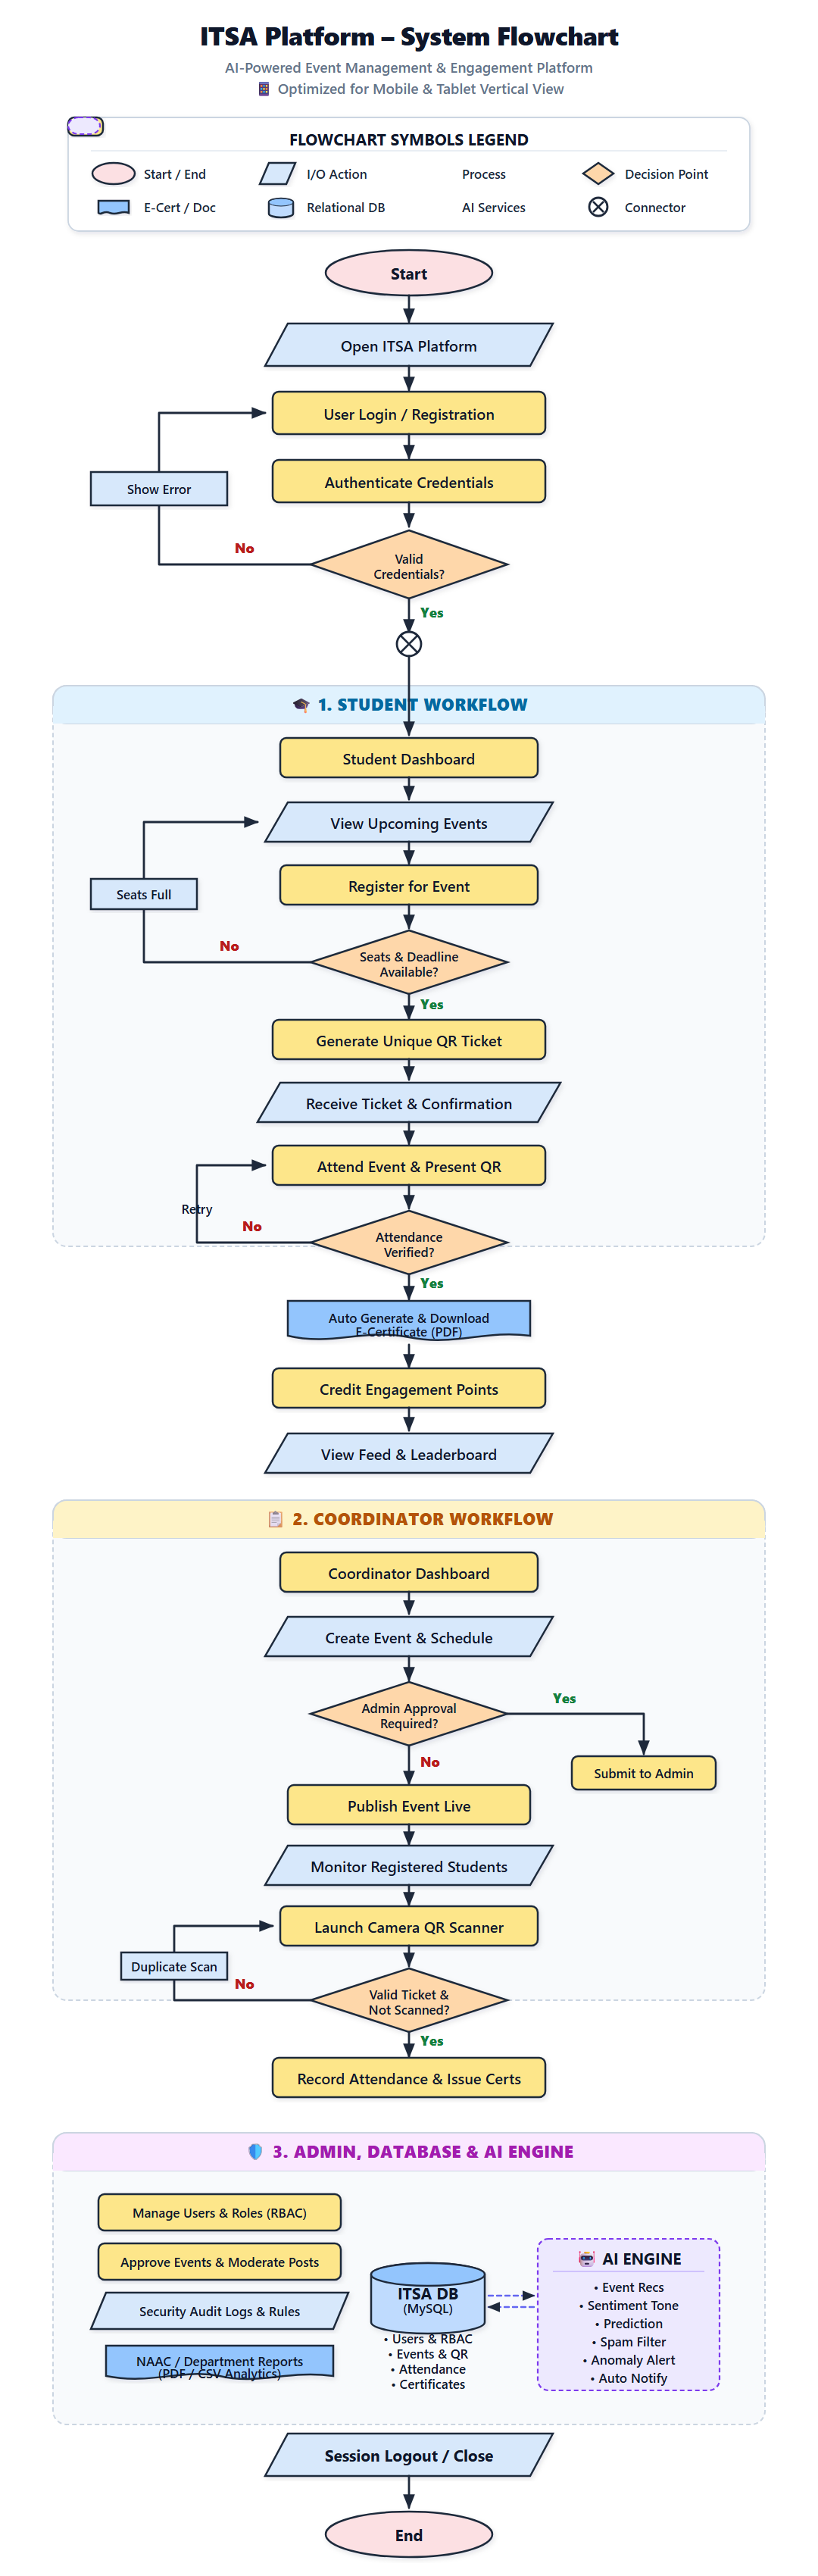 ITSA Platform – System Flowchart
AI-Powered Event Management & Engagement Platform
Optimized for Mobile & Tablet Vertical View
FLOWCHART SYMBOLS LEGEND
Start / End
I/O Action
Process
Decision Point
E-Cert / Doc
Relational DB
AI Services
Connector
Start
Open ITSA Platform
User Login / Registration
Authenticate Credentials
Show Error
No
Valid
Credentials?
Yes
1. STUDENT WORKFLOW
Student Dashboard
View Upcoming Events
Register for Event
Seats Full
No
Seats & Deadline
Available?
Yes
Generate Unique QR Ticket
Receive Ticket & Confirmation
Attend Event & Present QR
Retry
No
Attendance
Verified?
Yes
Auto Generate & Download
E-Certificate (PDF)
Credit Engagement Points
View Feed & Leaderboard
2. COORDINATOR WORKFLOW
Coordinator Dashboard
Create Event & Schedule
Admin Approval
Required?
Yes
Submit to Admin
No
Publish Event Live
Monitor Registered Students
Launch Camera QR Scanner
Duplicate Scan
No
Valid Ticket &
Not Scanned?
Yes
Record Attendance & Issue Certs
3. ADMIN, DATABASE & AI ENGINE
Manage Users & Roles (RBAC)
Approve Events & Moderate Posts
Security Audit Logs & Rules
NAAC / Department Reports
(PDF / CSV Analytics)
ITSA DB
(MySQL)
• Users & RBAC
• Events & QR
• Attendance
• Certificates
AI ENGINE
• Event Recs
• Sentiment Tone
• Prediction
• Spam Filter
• Anomaly Alert
• Auto Notify
Session Logout / Close
End